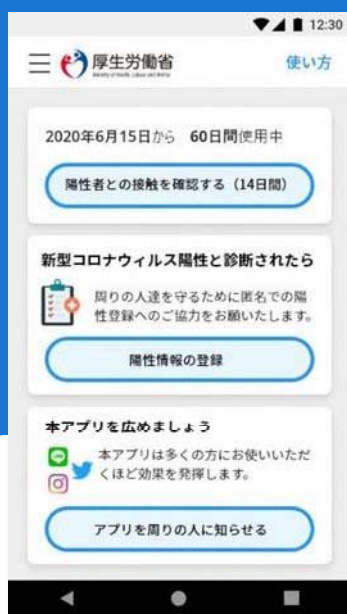 12:30
厚生労働省
Ministry of Health, Labour and Welfare
使い方
2020年6月15日から 60日間使用中
陽性者との接触を確認する（14日間）
新型コロナウィルス陽性と診断されたら
周りの人達を守るために匿名での陽
性登録へのご協力をお願いいたします。
陽性情報の登録
本アプリを広めましょう
本アプリは多くの方にお使いいただ
くほど効果を発揮します。
アプリを周りの人に知らせる